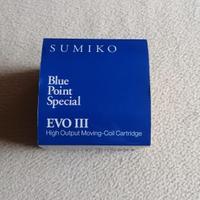 SUMIKO
Blue
Point
Special
EVO III
High Output Moving-Coil Cartridge